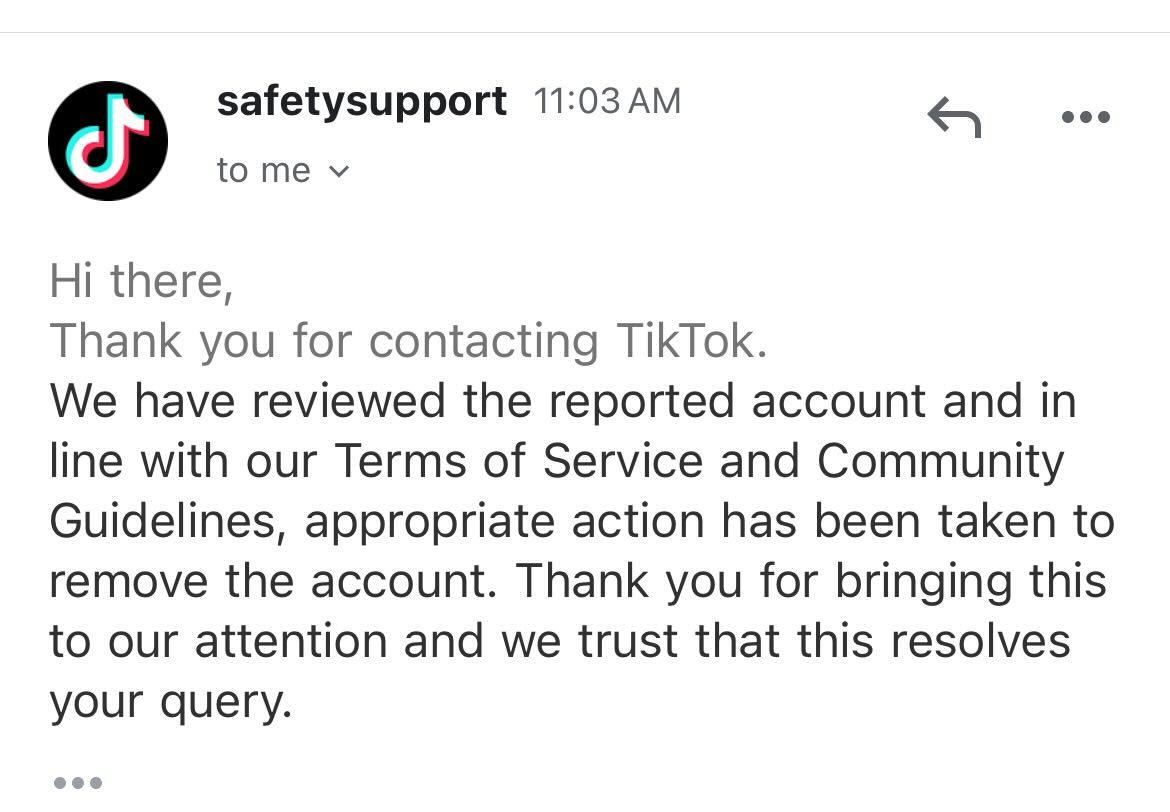 safetysupport 11:03 AM
to me
Hi there,
Thank you for contacting TikTok.
We have reviewed the reported account and in
line with our Terms of Service and Community
Guidelines, appropriate action has been taken to
remove the account. Thank you for bringing this
to our attention and we trust that this resolves
your query.